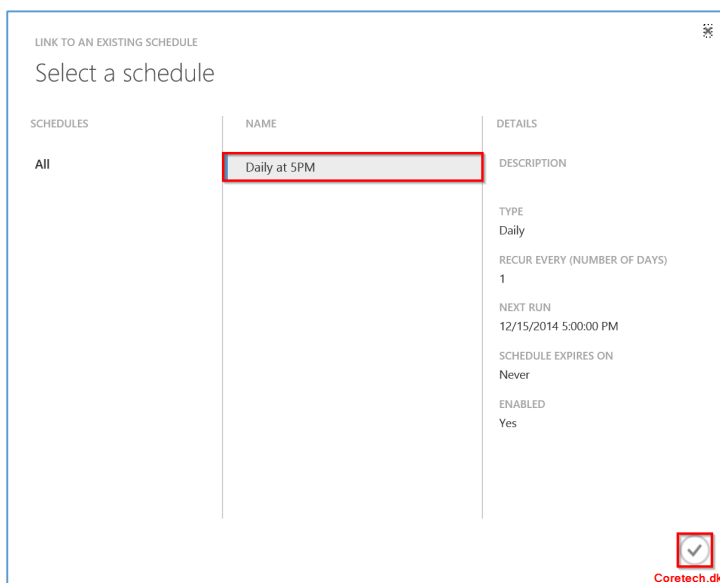 LINK TO AN EXISTING SCHEDULE
Select a schedule
SCHEDULES
All
NAME
Daily at 5PM
DETAILS
DESCRIPTION
TYPE
Daily
RECUR EVERY (NUMBER OF DAYS)
1
NEXT RUN
12/15/2014 5:00:00 PM
SCHEDULE EXPIRES ON
Never
ENABLED
Yes
Coretech.dk